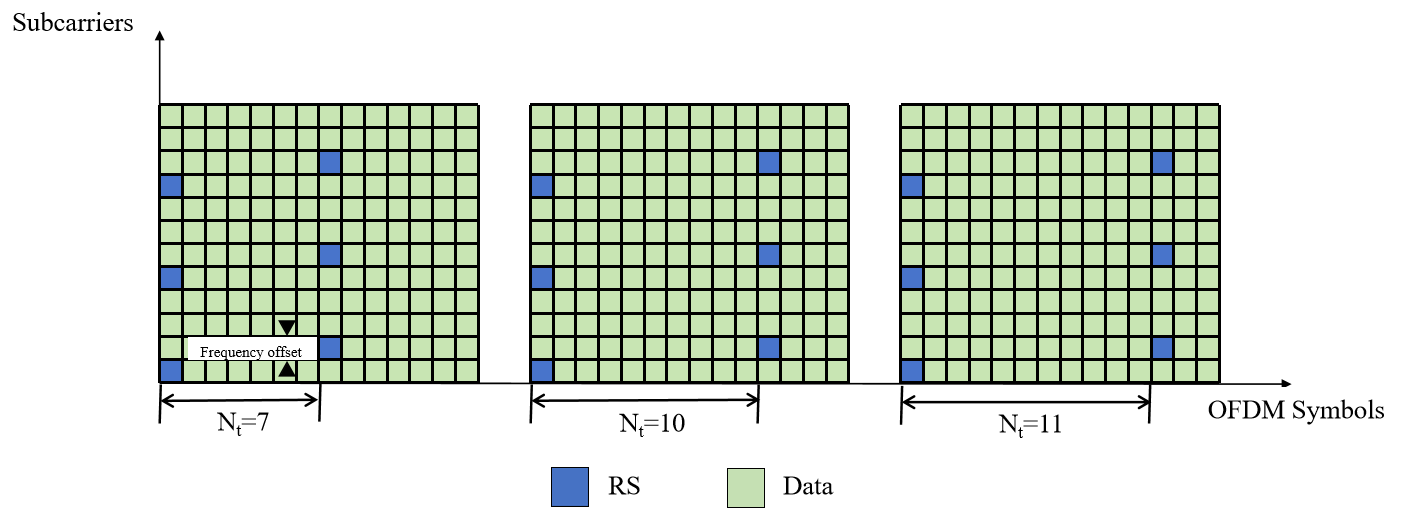 Subcarriers
Frequency offset
Nt=7
Nt=10
Nt=11
OFDM Symbols
RS
Data